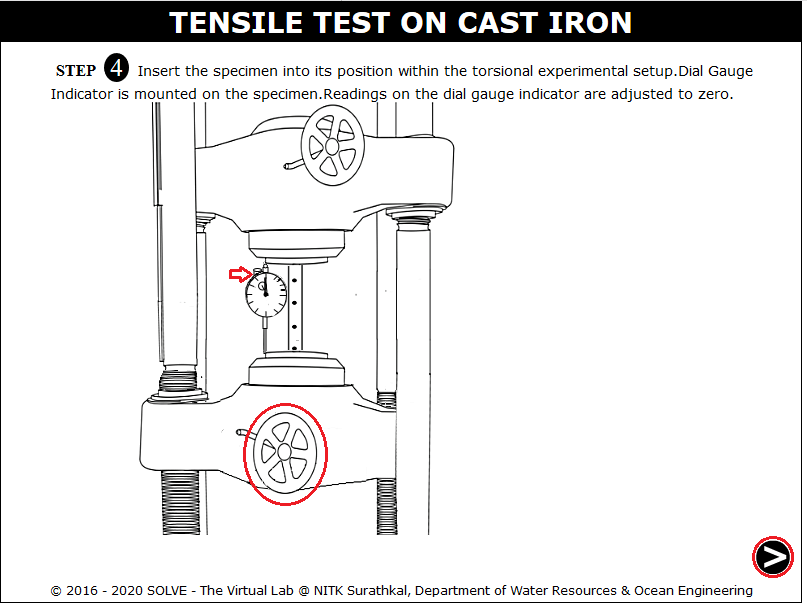 TENSILE TEST ON CAST IRON
STEP 4 Insert the specimen into its position within the torsional experimental setup.Dial Gauge
Indicator is mounted on the specimen.Readings on the dial gauge indicator are adjusted to zero.
© 2016 - 2020 SOLVE - The Virtual Lab @ NITK Surathkal, Department of Water Resources & Ocean Engineering